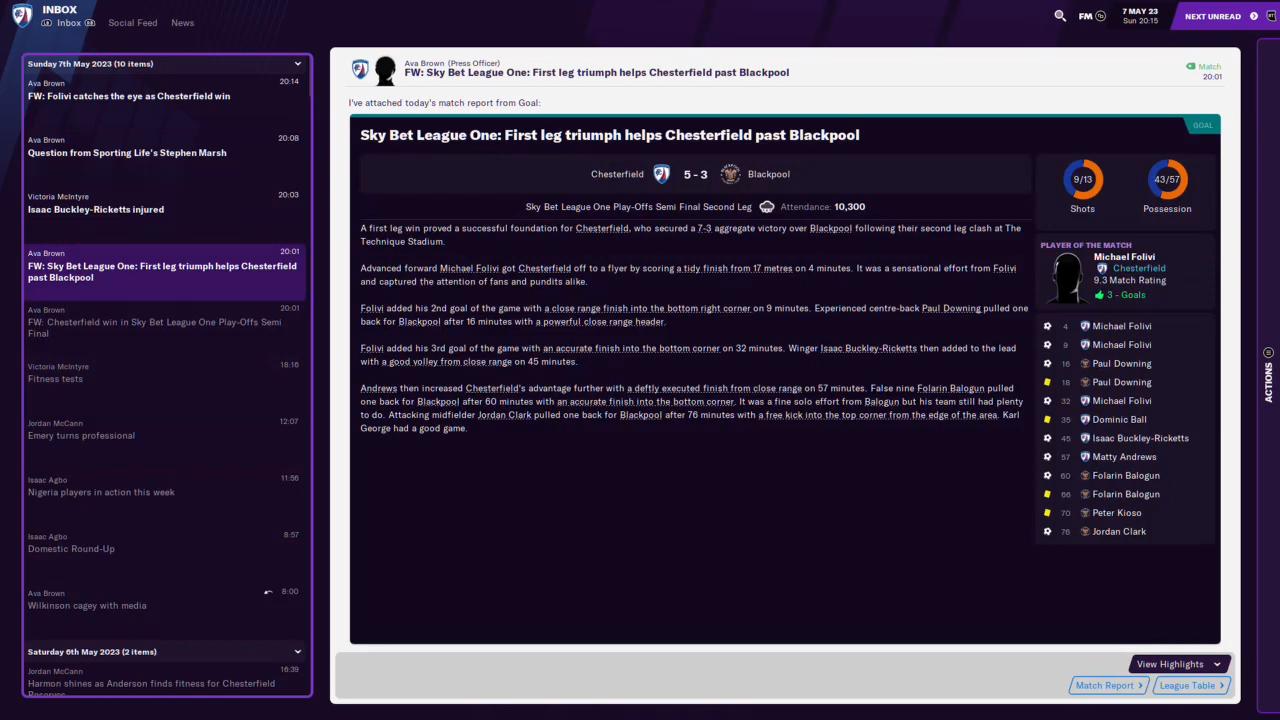 INBOX
Inbox
Social Feed
News
FM
7 MAY 23
Sun 20:15
NEXT UNREAD
Sunday 7th May 2023 (10 items)
Ava Brown 20:14
FW: Folivi catches the eye as Chesterfield win
Ava Brown 20:08
Question from Sporting Life's Stephen Marsh
Victoria McIntyre 20:03
Isaac Buckley-Ricketts injured
Ava Brown 20:01
FW: Sky Bet League One: First leg triumph helps Chesterfield
past Blackpool
Ava Brown 20:01
FW: Chesterfield win in Sky Bet League One Play-Offs Semi
Final
Victoria McIntyre 18:16
Fitness tests
Jordan McCann 12:07
Emery turns professional
Isaac Agbo 11:56
Nigeria players in action this week
Isaac Agbo 8:57
Domestic Round-Up
Ava Brown 8:00
Wilkinson cagey with media
Saturday 6th May 2023 (2 items)
Jordan McCann 16:39
Harmon shines as Anderson finds fitness for Chesterfield
Reserves
Ava Brown (Press Officer)
FW: Sky Bet League One: First leg triumph helps Chesterfield past Blackpool
Match
20:01
I've attached today's match report from Goal:
Sky Bet League One: First leg triumph helps Chesterfield past Blackpool
GOAL
Chesterfield 5 - 3 Blackpool
Sky Bet League One Play-Offs Semi Final Second Leg Attendance: 10,300
A first leg win proved a successful foundation for Chesterfield, who secured a 7-3 aggregate victory over Blackpool following their second leg clash at The
Technique Stadium.
Advanced forward Michael Folivi got Chesterfield off to a flyer by scoring a tidy finish from 17 metres on 4 minutes. It was a sensational effort from Folivi
and captured the attention of fans and pundits alike.
Folivi added his 2nd goal of the game with a close range finish into the bottom right corner on 9 minutes. Experienced centre-back Paul Downing pulled one
back for Blackpool after 16 minutes with a powerful close range header.
Folivi added his 3rd goal of the game with an accurate finish into the bottom corner on 32 minutes. Winger Isaac Buckley-Ricketts then added to the lead
with a good volley from close range on 45 minutes.
Andrews then increased Chesterfield's advantage further with a deftly executed finish from close range on 57 minutes. False nine Folarin Balogun pulled
one back for Blackpool after 60 minutes with an accurate finish into the bottom corner. It was a fine solo effort from Balogun but his team still had plenty
to do. Attacking midfielder Jordan Clark pulled one back for Blackpool after 76 minutes with a free kick into the top corner from the edge of the area. Karl
George had a good game.
9/13
43/57
Shots
Possession
PLAYER OF THE MATCH
Michael Folivi
Chesterfield
9.3 Match Rating
3 - Goals
4 Michael Folivi
9 Michael Folivi
16 Paul Downing
18 Paul Downing
32 Michael Folivi
35 Dominic Ball
45 Isaac Buckley-Ricketts
57 Matty Andrews
60 Folarin Balogun
66 Folarin Balogun
70 Peter Kioso
76 Jordan Clark
View Highlights
Match Report
League Table
ACTIONS